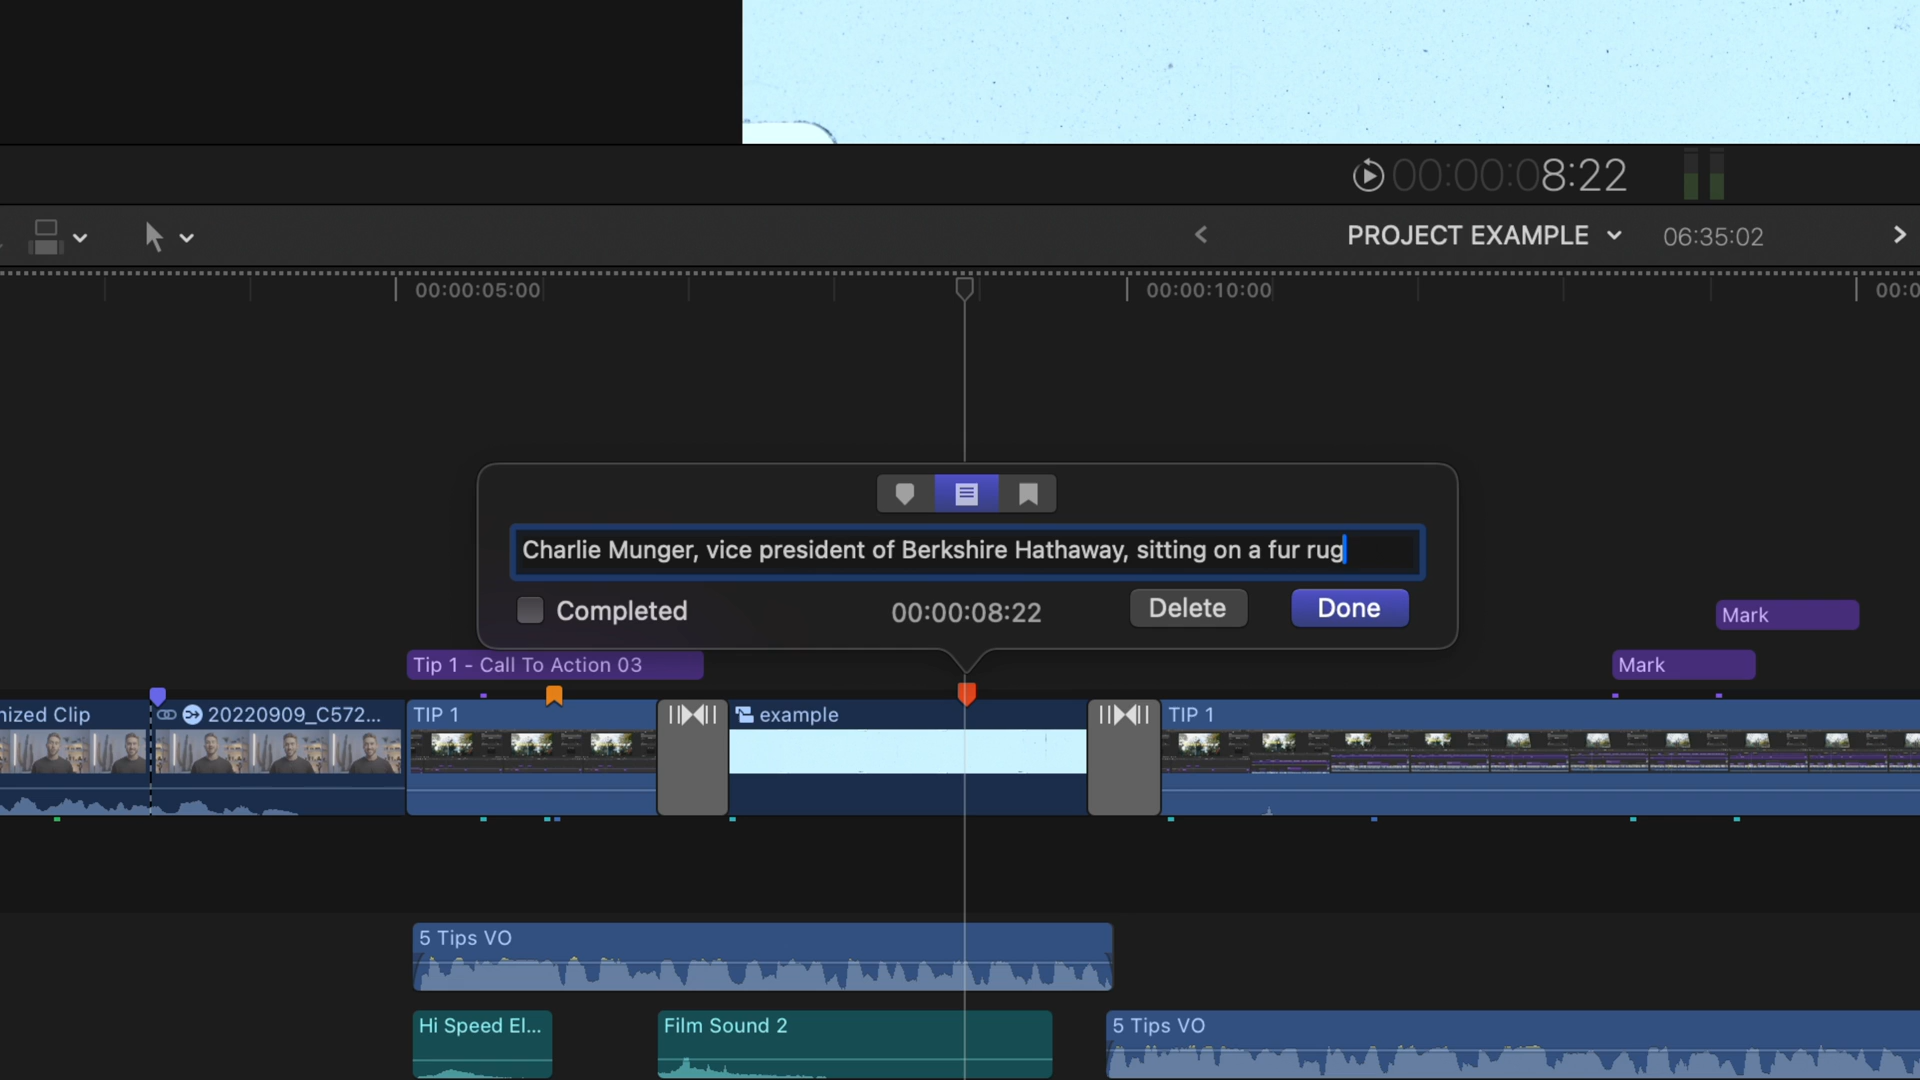 00:00:08:22
PROJECT EXAMPLE
06:35:02
00:00:05:00
00:00:10:00
00:0
Charlie Munger, vice president of Berkshire Hathaway, sitting on a fur rug
Completed
00:00:08:22
Delete
Done
Mark
Tip 1 - Call To Action 03
Mark
nized Clip
20220909_C572...
TIP 1
example
TIP 1
5 Tips VO
Hi Speed El...
Film Sound 2
5 Tips VO